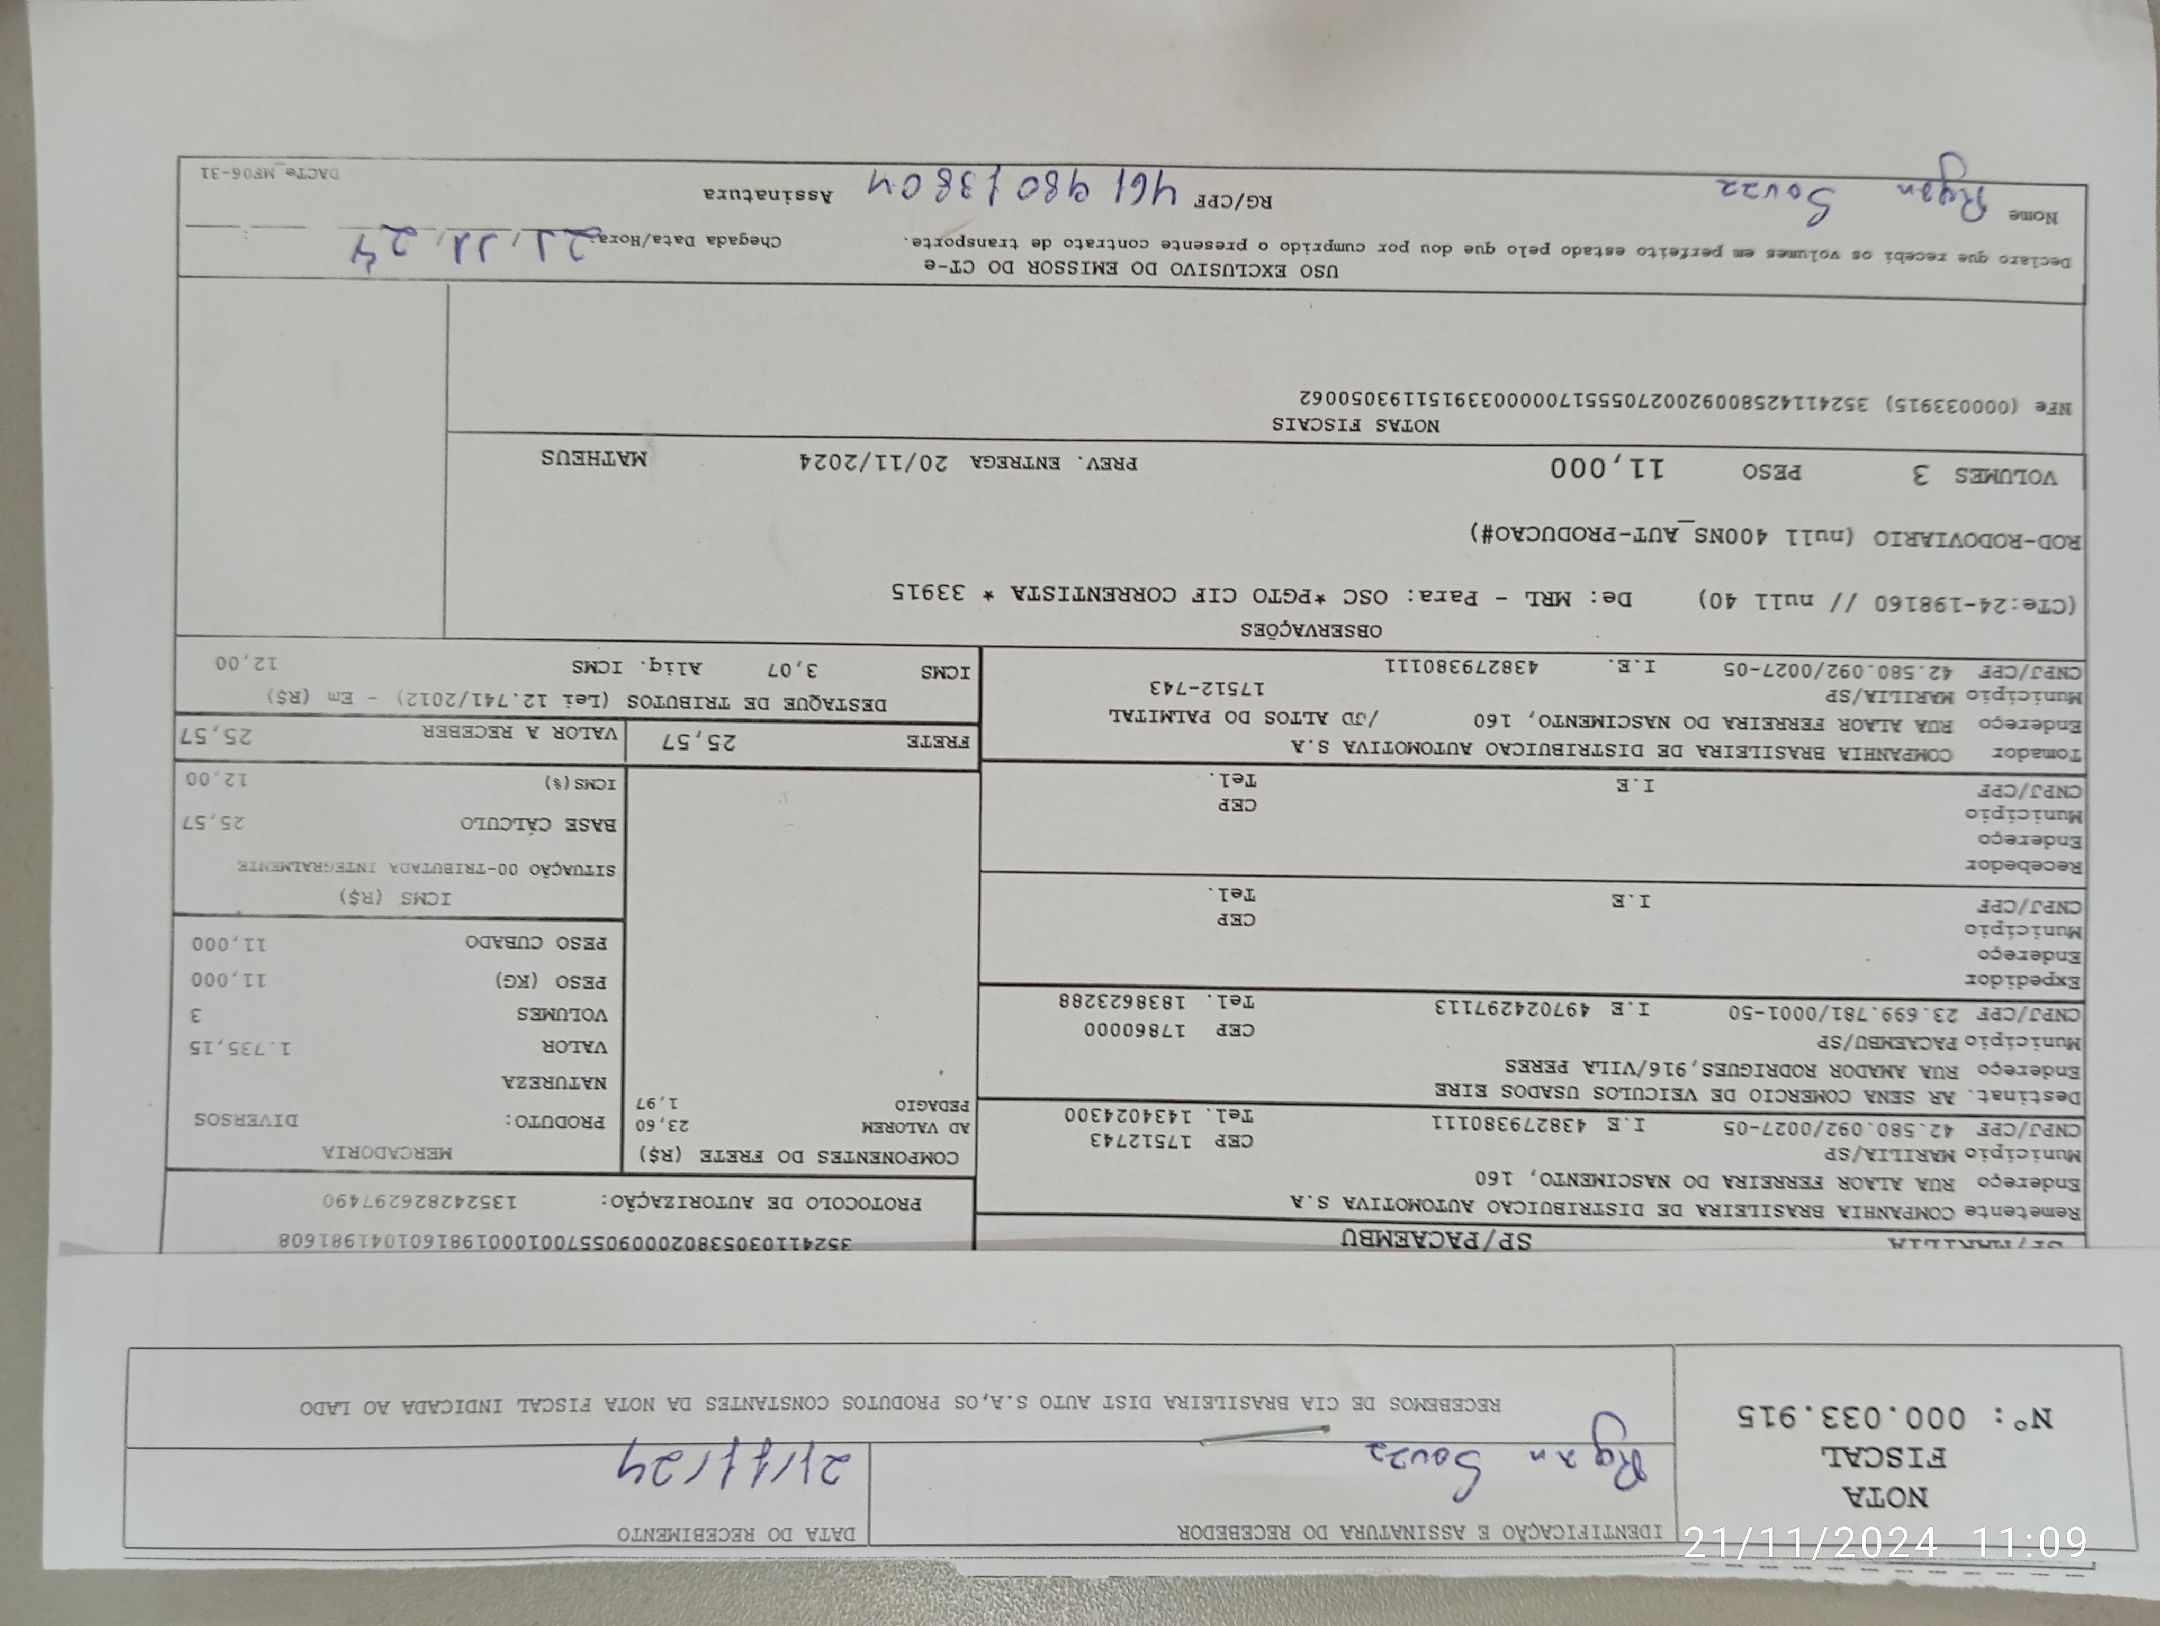 NOTA
FISCAL
Nº: 000.033.915
IDENTIFICAÇÃO E ASSINATURA DO RECEBEDOR
Ryan Souza
DATA DO RECEBIMENTO
21/11/24
RECEBEMOS DE CIA BRASILEIRA DIST AUTO S.A,OS PRODUTOS CONSTANTES DA NOTA FISCAL INDICADA AO LADO
SP/MARILIA SP/PACAEMBU
Remetente COMPANHIA BRASILEIRA DE DISTRIBUICAO AUTOMOTIVA S.A
Endereço RUA ALAOR FERREIRA DO NASCIMENTO, 160
Município MARILIA/SP CEP 17512743
CNPJ/CPF 42.580.092/0027-05 I.E 438279380111 Tel. 1434024300
Destinat. AR SENA COMERCIO DE VEICULOS USADOS EIRE
Endereço RUA AMADOR RODRIGUES,916/VILA PERES
Município PACAEMBU/SP CEP 17860000
CNPJ/CPF 23.699.781/0001-50 I.E 497024297113 Tel. 1838623288
Expedidor
Endereço
Município CEP
CNPJ/CPF I.E Tel.
Recebedor
Endereço
Município CEP
CNPJ/CPF I.E Tel.
Tomador COMPANHIA BRASILEIRA DE DISTRIBUICAO AUTOMOTIVA S.A
Endereço RUA ALAOR FERREIRA DO NASCIMENTO, 160 /JD ALTOS DO PALMITAL
Município MARILIA/SP 17512-743
CNPJ/CPF 42.580.092/0027-05 I.E. 438279380111
35241103053802000905570010001981601041981608
PROTOCOLO DE AUTORIZAÇÃO: 135242826297490
COMPONENTES DO FRETE (R$)
AD VALOREM 23,60
PEDAGIO 1,97
MERCADORIA
PRODUTO: DIVERSOS
NATUREZA
VALOR 1.735,15
VOLUMES 3
PESO (KG) 11,000
PESO CUBADO 11,000
ICMS (R$)
SITUAÇÃO 00-TRIBUTADA INTEGRALMENTE
BASE CÁLCULO 25,57
ICMS(%) 12,00
FRETE 25,57 VALOR A RECEBER 25,57
DESTAQUE DE TRIBUTOS (Lei 12.741/2012) - Em (R$)
ICMS 3,07 Aliq. ICMS 12,00
OBSERVAÇÕES
(CTe:24-198160 // null 40) De: MRL - Para: OSC *PGTO CIF CORRENTISTA * 33915
ROD-RODOVIARIO (null 400NS_AUT-PRODUCAO#)
VOLUMES 3 PESO 11,000 PREV. ENTREGA 20/11/2024 MATHEUS
NOTAS FISCAIS
NFe (000033915) 35241142580092002705551700000339151193050062
USO EXCLUSIVO DO EMISSOR DO CT-e
Declaro que recebi os volumes em perfeito estado pelo que dou por cumprido o presente contrato de transporte. Chegada Data/Hora: 21/11/24 :
Nome Ryan Souza RG/CPF 461 980 138 04 Assinatura
DACTe_MF06-31
21/11/2024 11:09